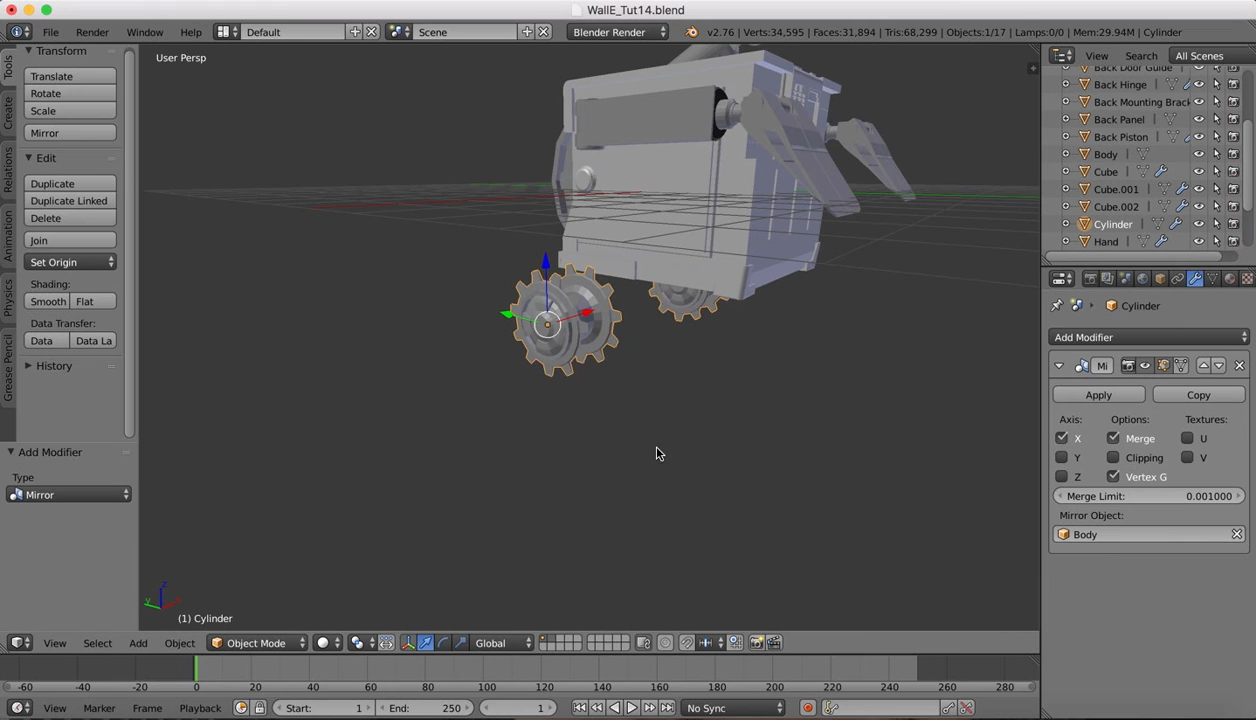 WallE_Tut14.blend
File Render Window Help Default Scene Blender Render v2.76 | Verts:34,595 | Faces:31,894 | Tris:68,299 | Objects:1/17 | Lamps:0/0 | Mem:29.94M | Cylinder
Tools
Create
Relations
Animation
Physics
Grease Pencil
Transform
Translate
Rotate
Scale
Mirror
Edit
Duplicate
Duplicate Linked
Delete
Join
Set Origin
Shading:
Smooth Flat
Data Transfer:
Data Data La
History
Add Modifier
Type
Mirror
User Persp
(1) Cylinder
View Search All Scenes
Back Door Guide
Back Hinge
Back Mounting Brack
Back Panel
Back Piston
Body
Cube
Cube.001
Cube.002
Cylinder
Hand
Cylinder
Add Modifier
Mi
Apply Copy
Axis: Options: Textures:
X Merge U
Y Clipping V
Z Vertex G
Merge Limit: 0.001000
Mirror Object:
Body
View Select Add Object Object Mode Global
-60 -40 -20 0 20 40 60 80 100 120 140 160 180 200 220 240 260 280
View Marker Frame Playback Start: 1 End: 250 1 No Sync